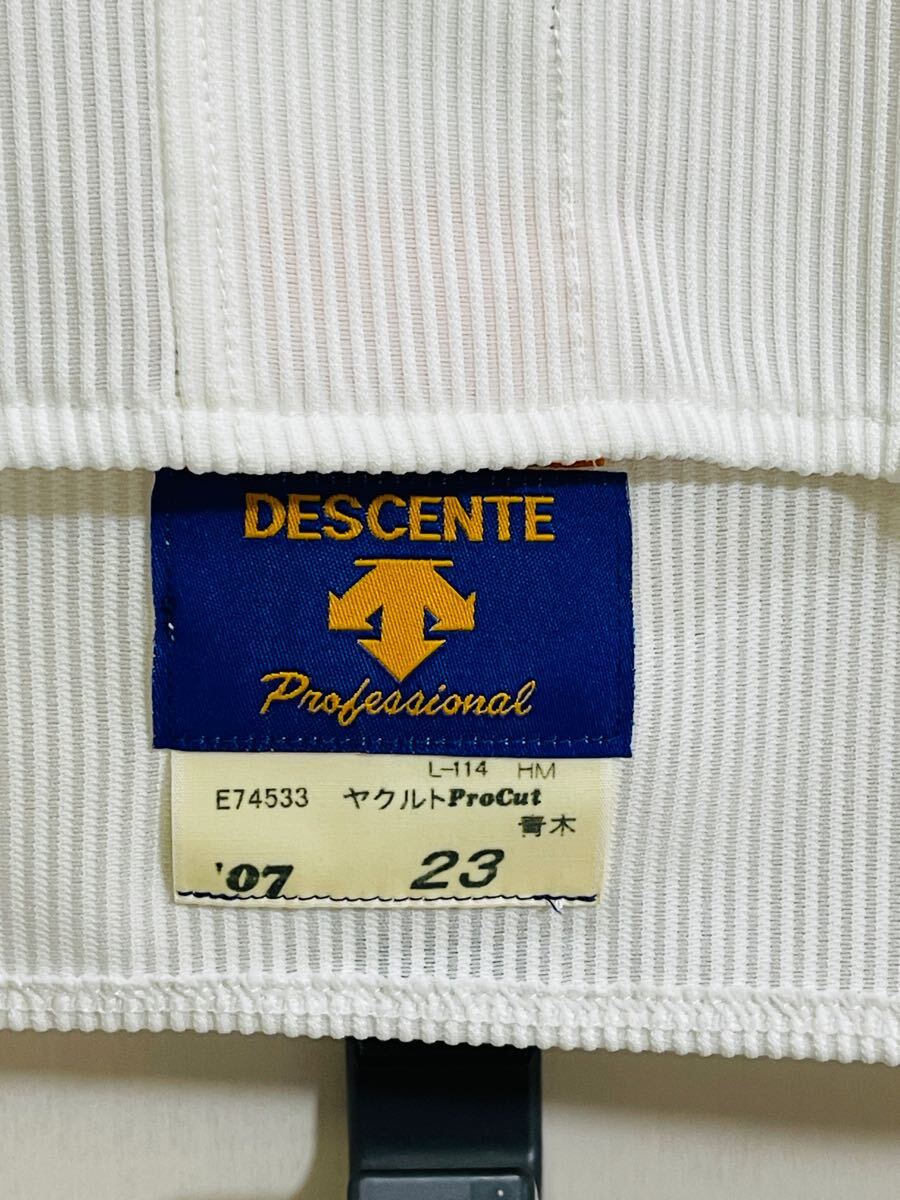 DESCENTE
Professional
L-114 HM
E74533 ヤクルトProCut
青木
'07 23